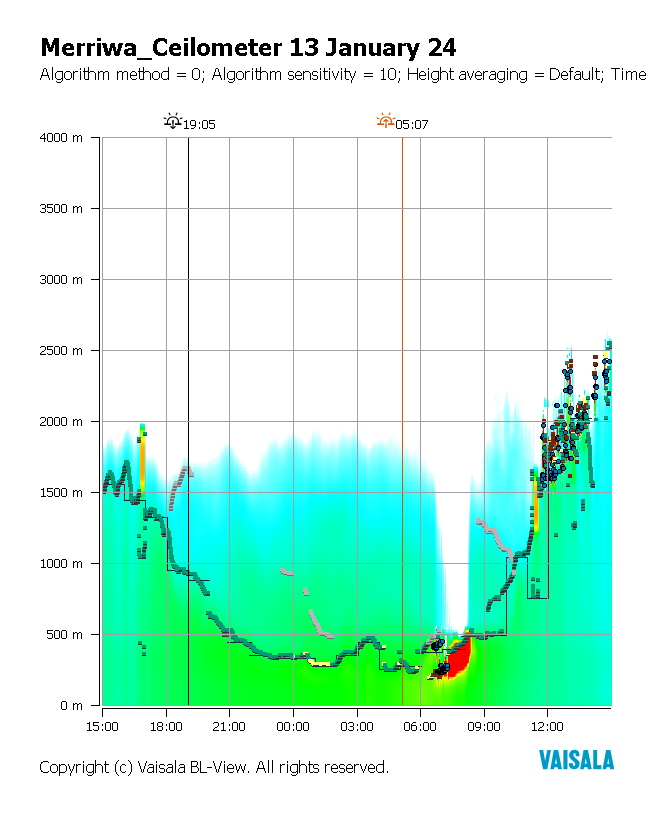 Merriwa_Ceilometer 13 January 24
Algorithm method = 0; Algorithm sensitivity = 10; Height averaging = Default; Time
19:05 05:07
4000 m
3500 m
3000 m
2500 m
2000 m
1500 m
1000 m
500 m
0 m
15:00 18:00 21:00 00:00 03:00 06:00 09:00 12:00
VAISALA
Copyright (c) Vaisala BL-View. All rights reserved.